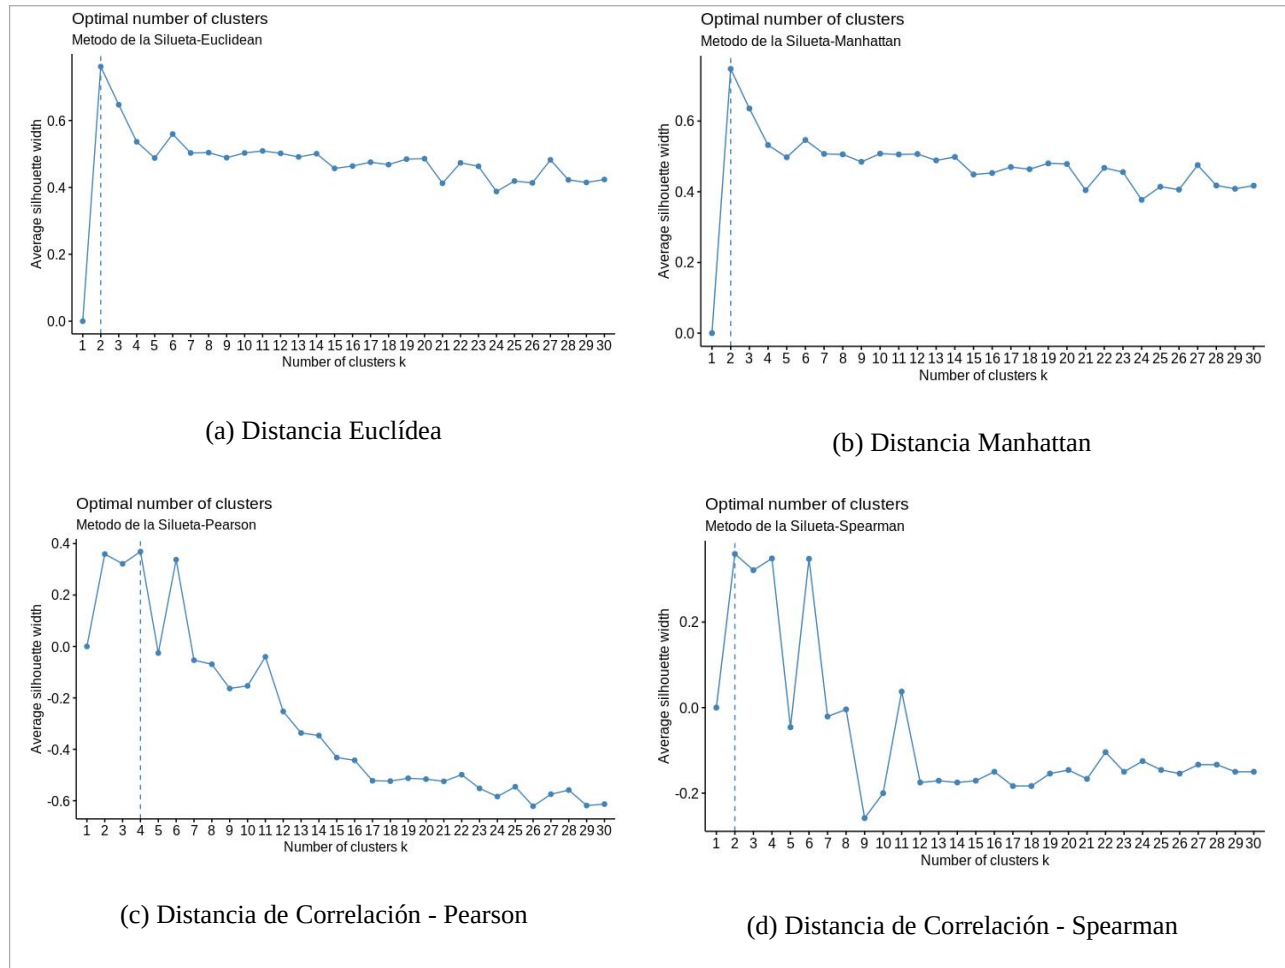 Optimal number of clusters
Metodo de la Silueta-Euclidean
Average silhouette width
0.6
0.4
0.2
0.0
1 2 3 4 5 6 7 8 9 10 11 12 13 14 15 16 17 18 19 20 21 22 23 24 25 26 27 28 29 30
Number of clusters k
(a) Distancia Euclídea
Optimal number of clusters
Metodo de la Silueta-Manhattan
Average silhouette width
0.6
0.4
0.2
0.0
1 2 3 4 5 6 7 8 9 10 11 12 13 14 15 16 17 18 19 20 21 22 23 24 25 26 27 28 29 30
Number of clusters k
(b) Distancia Manhattan
Optimal number of clusters
Metodo de la Silueta-Pearson
Average silhouette width
0.4
0.2
0.0
-0.2
-0.4
-0.6
1 2 3 4 5 6 7 8 9 10 11 12 13 14 15 16 17 18 19 20 21 22 23 24 25 26 27 28 29 30
Number of clusters k
(c) Distancia de Correlación - Pearson
Optimal number of clusters
Metodo de la Silueta-Spearman
Average silhouette width
0.2
0.0
-0.2
1 2 3 4 5 6 7 8 9 10 11 12 13 14 15 16 17 18 19 20 21 22 23 24 25 26 27 28 29 30
Number of clusters k
(d) Distancia de Correlación - Spearman